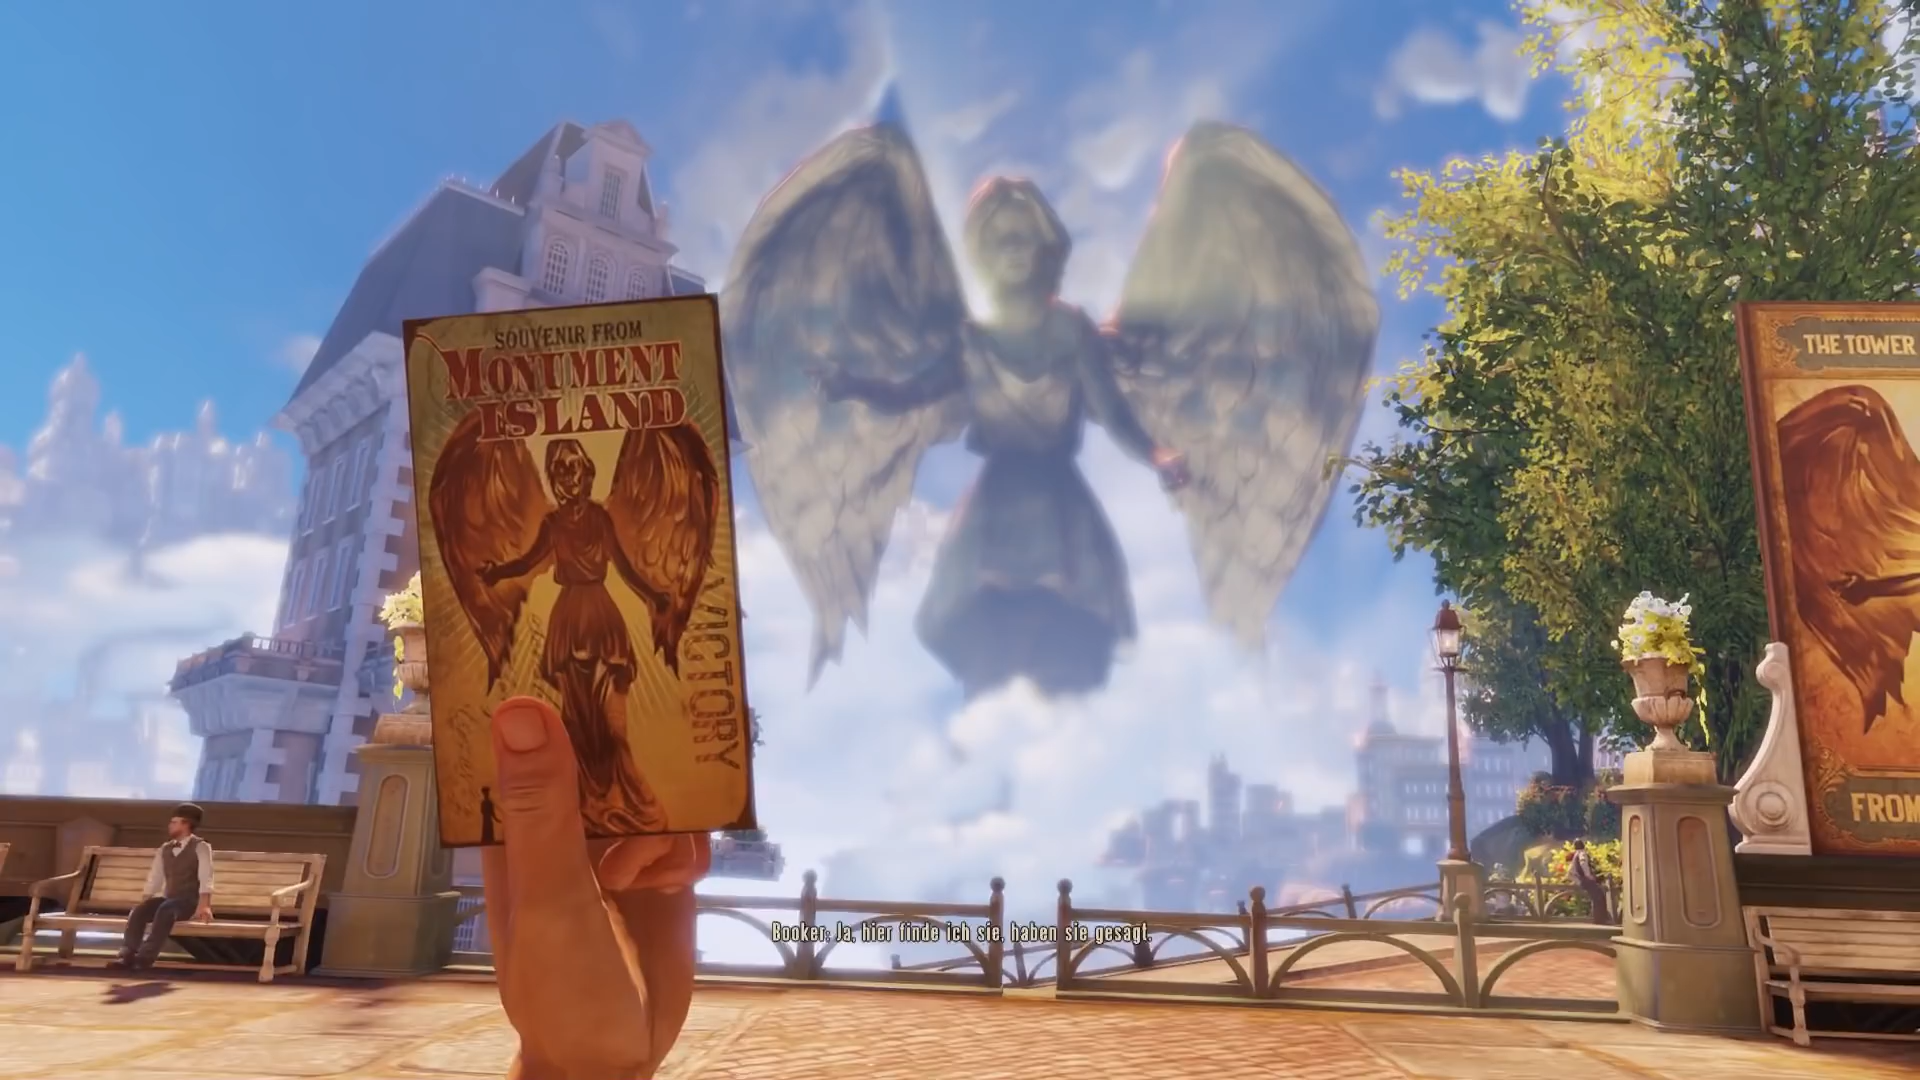 SOUVENIR FROM
MONUMENT
ISLAND
VICTORY
THE TOWER
FROM
Booker: Ja, hier finde ich sie, haben sie gesagt.